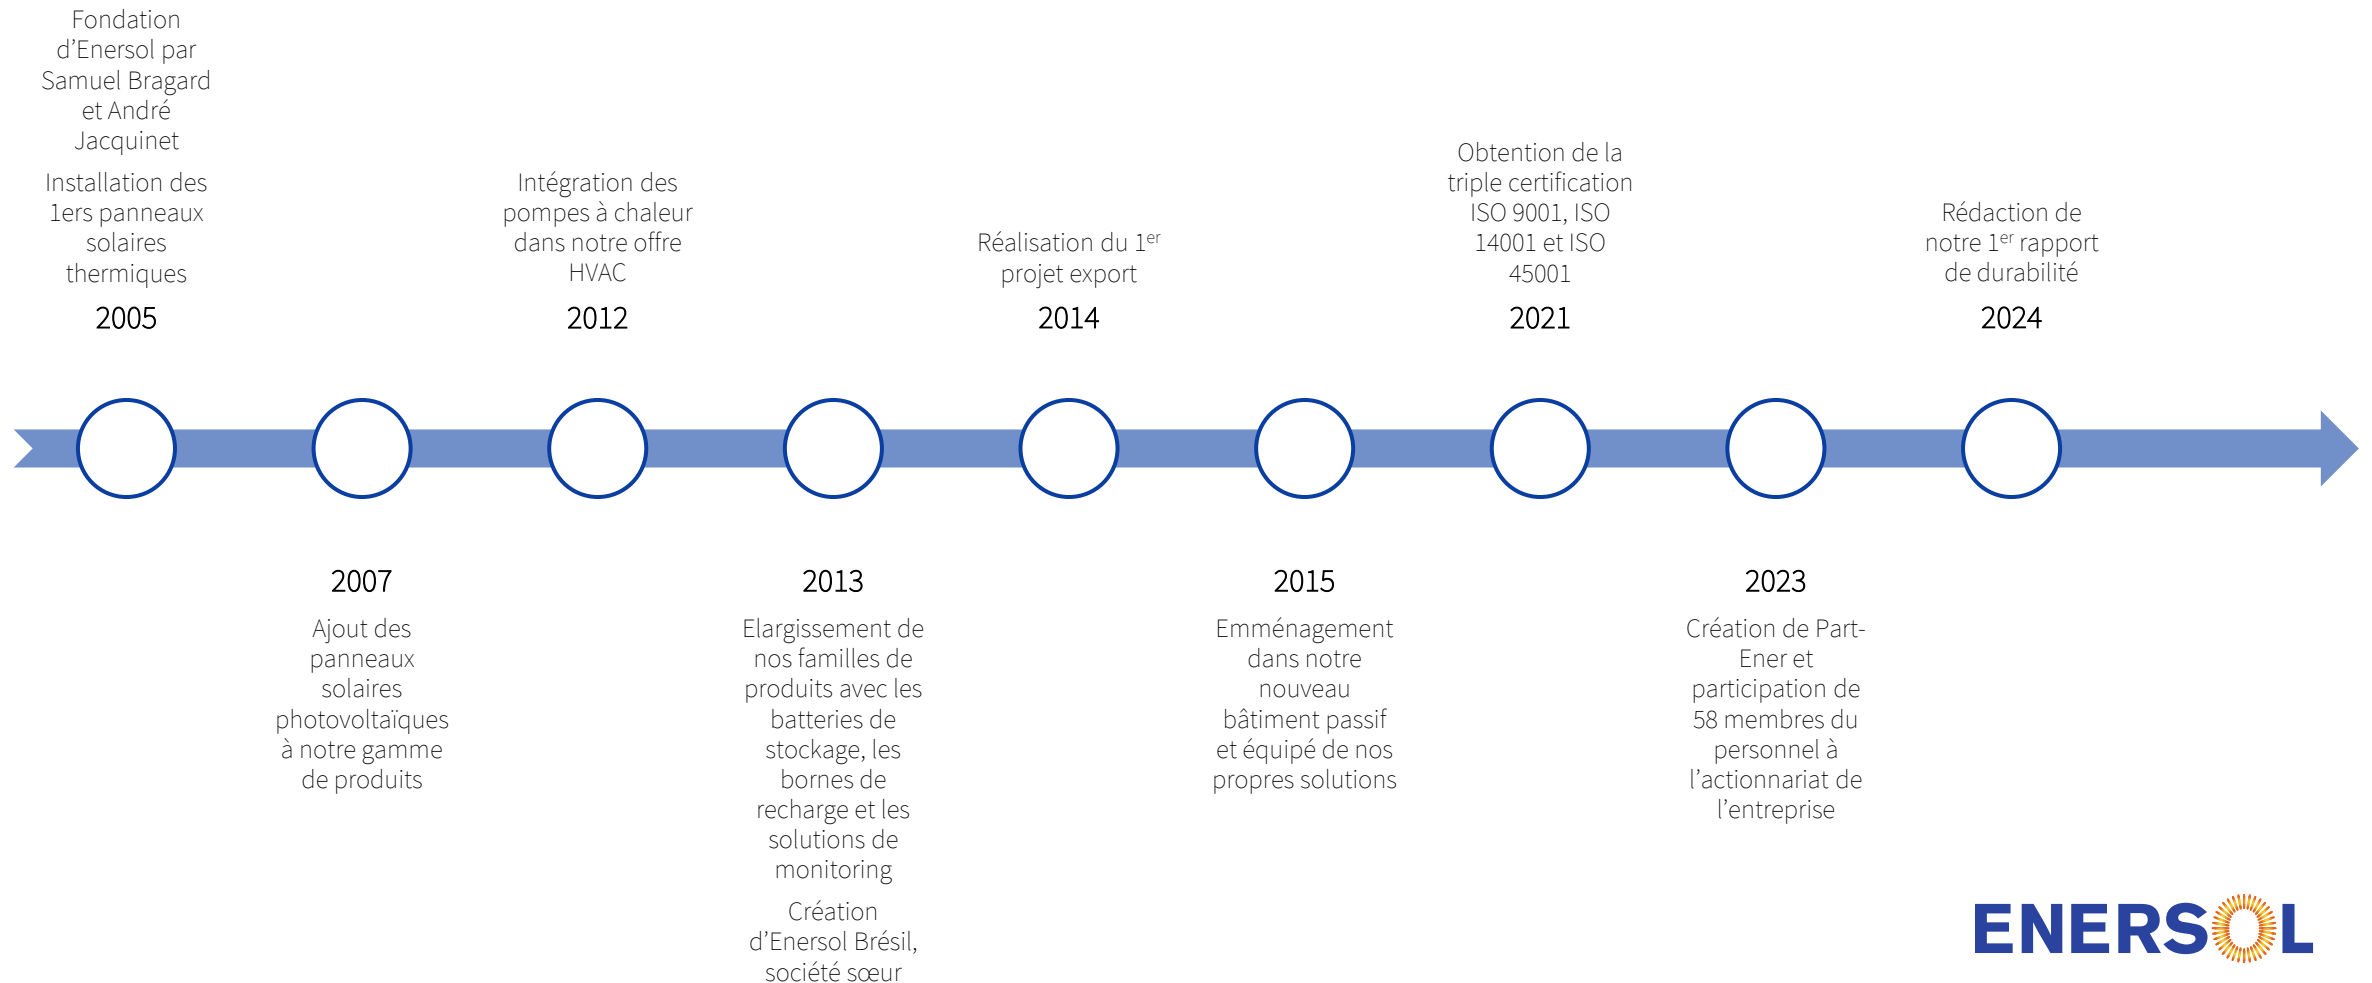 Fondation
d’Enersol par
Samuel Bragard
et André
Jacquinet
Installation des
1ers panneaux
solaires
thermiques
2005
2007
Ajout des
panneaux
solaires
photovoltaïques
à notre gamme
de produits
Intégration des
pompes à chaleur
dans notre offre
HVAC
2012
2013
Elargissement de
nos familles de
produits avec les
batteries de
stockage, les
bornes de
recharge et les
solutions de
monitoring
Création
d’Enersol Brésil,
société sœur
Réalisation du 1er
projet export
2014
2015
Emménagement
dans notre
nouveau
bâtiment passif
et équipé de nos
propres solutions
Obtention de la
triple certification
ISO 9001, ISO
14001 et ISO
45001
2021
2023
Création de Part-
Ener et
participation de
58 membres du
personnel à
l’actionnariat de
l’entreprise
Rédaction de
notre 1er rapport
de durabilité
2024
ENERSOL